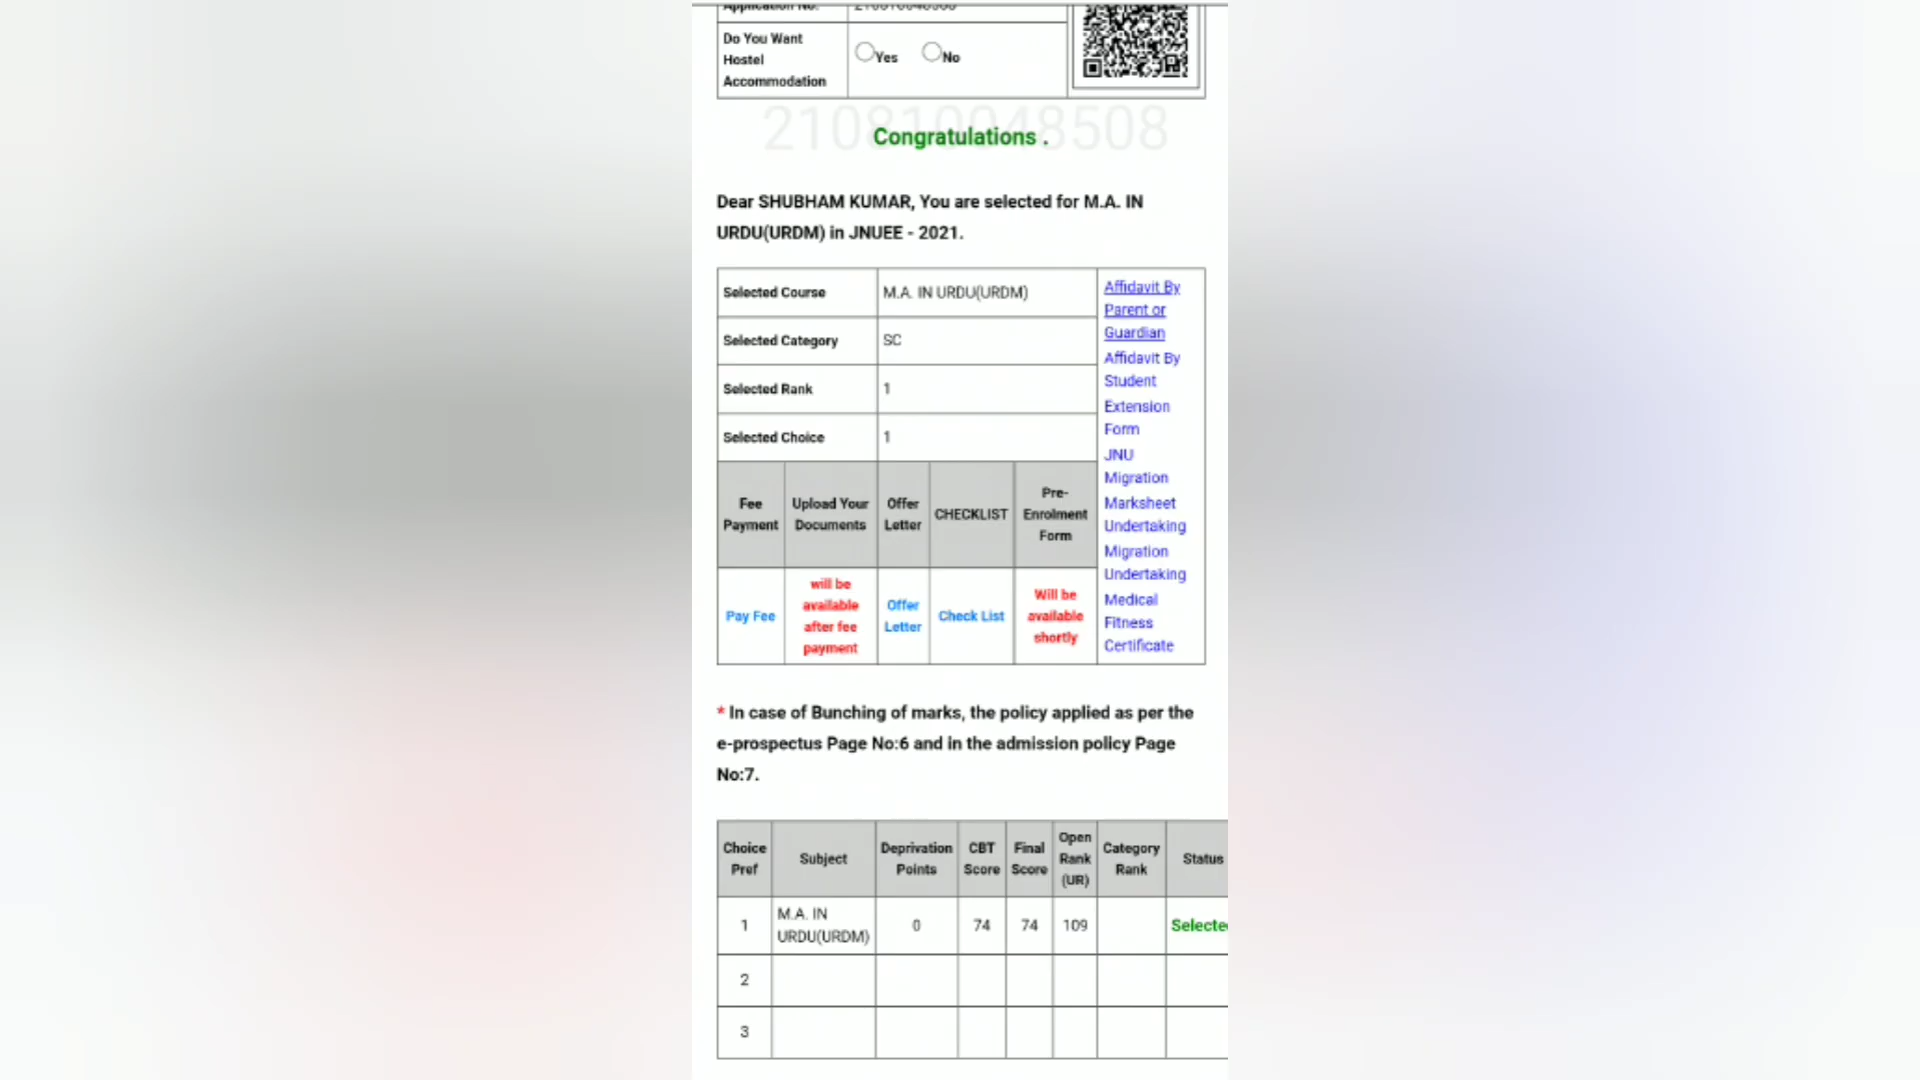 Application No.
Do You Want
Hostel
Accommodation
Yes
No
210810048508
Congratulations .
Dear SHUBHAM KUMAR, You are selected for M.A. IN
URDU(URDM) in JNUEE - 2021.
Selected Course
M.A. IN URDU(URDM)
Selected Category
SC
Selected Rank
1
Selected Choice
1
Affidavit By
Parent or
Guardian
Affidavit By
Student
Extension
Form
JNU
Migration
Marksheet
Undertaking
Migration
Undertaking
Medical
Fitness
Certificate
Fee
Payment
Upload Your
Documents
Offer
Letter
CHECKLIST
Pre-
Enrolment
Form
Pay Fee
will be
available
after fee
payment
Offer
Letter
Check List
Will be
available
shortly
* In case of Bunching of marks, the policy applied as per the
e-prospectus Page No:6 and in the admission policy Page
No:7.
Choice
Pref
Subject
Deprivation
Points
CBT
Score
Final
Score
Open
Rank
(UR)
Category
Rank
Status
1
M.A. IN
URDU(URDM)
0
74
74
109
Selecte
2
3